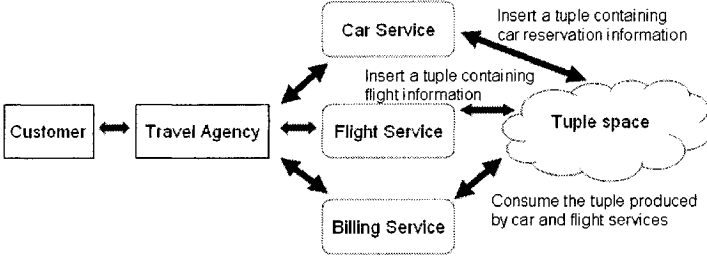 Insert a tuple containing
car reservation information
Car Service
Insert a tuple containing
flight information
Customer
Travel Agency
Flight Service
Tuple space
Billing Service
Consume the tuple produced
by car and flight services